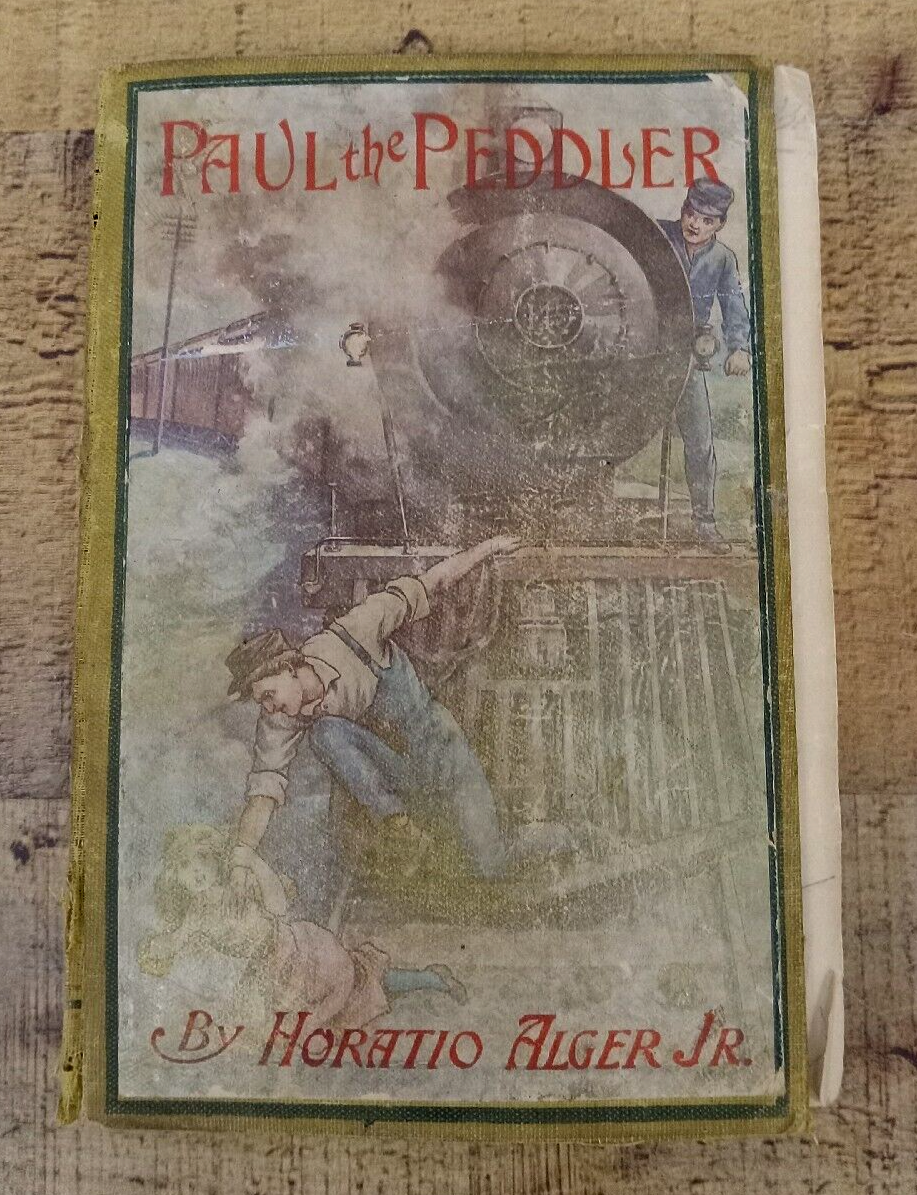 PAUL the PEDDLER
By HORATIO ALGER JR.